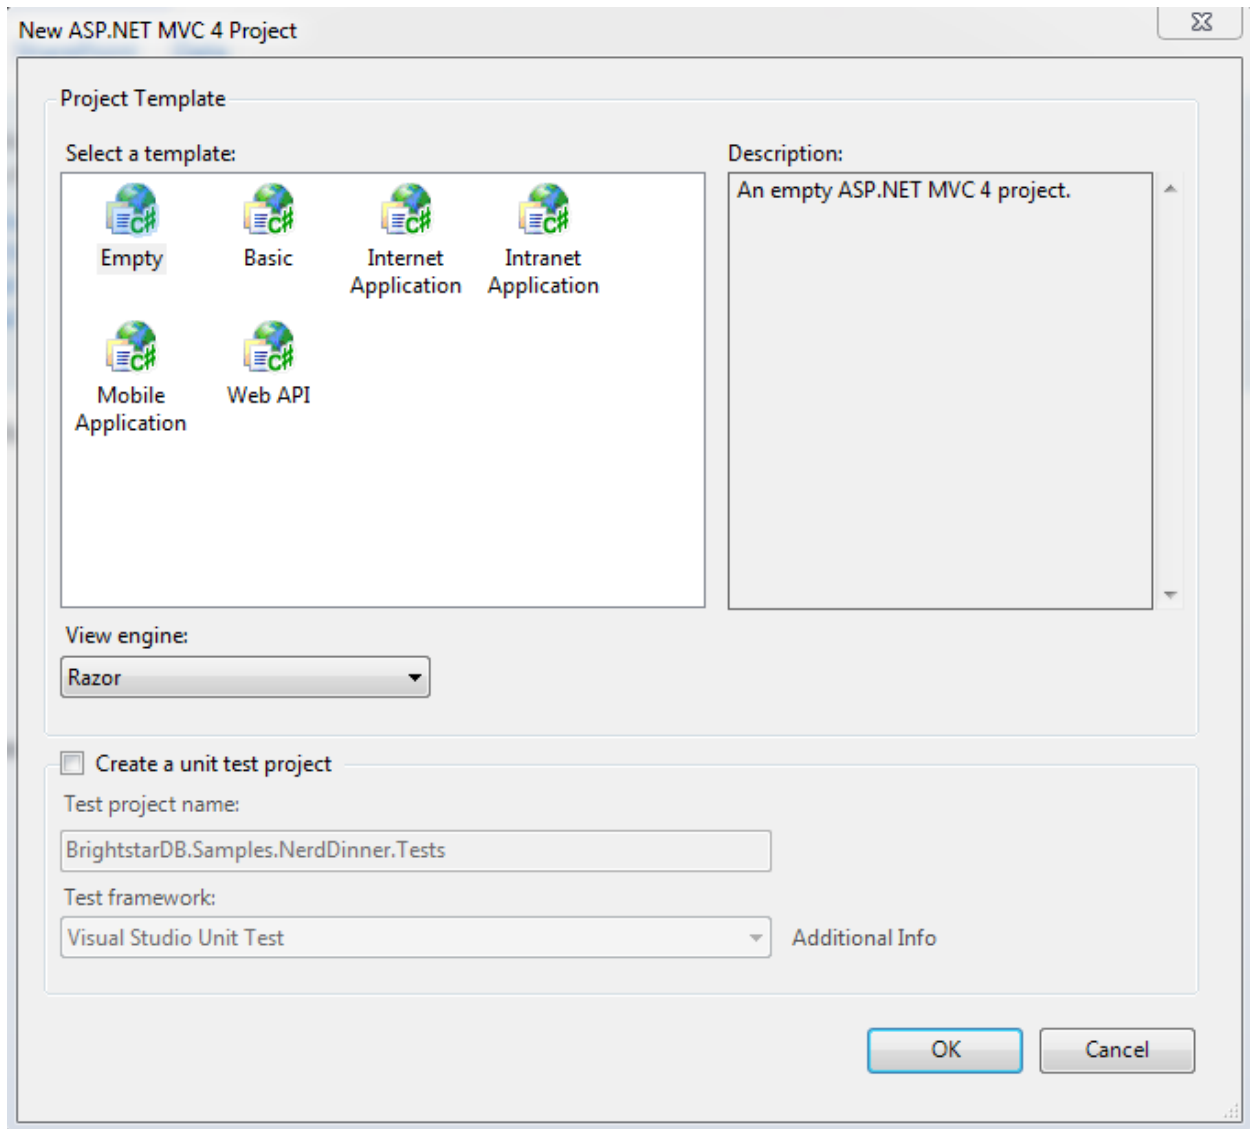 New ASP.NET MVC 4 Project
Project Template
Select a template:
Description:
Empty
Basic
Internet
Application
Intranet
Application
Mobile
Application
Web API
An empty ASP.NET MVC 4 project.
View engine:
Razor
Create a unit test project
Test project name:
BrightstarDB.Samples.NerdDinner.Tests
Test framework:
Visual Studio Unit Test
Additional Info
OK
Cancel